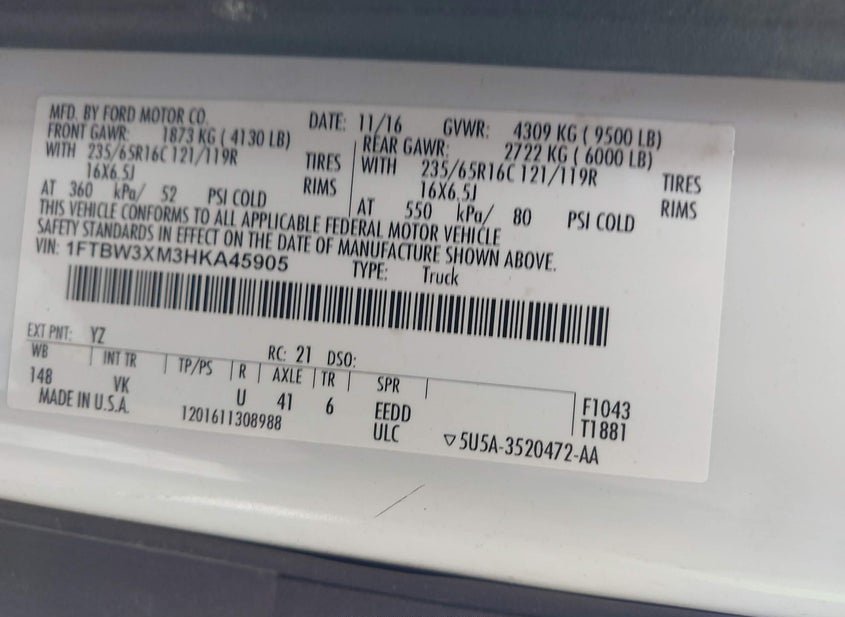 MFD. BY FORD MOTOR CO. DATE: 11/16 GVWR: 4309 KG ( 9500 LB)
FRONT GAWR: 1873 KG ( 4130 LB) REAR GAWR: 2722 KG ( 6000 LB)
WITH 235/65R16C 121/119R TIRES WITH 235/65R16C 121/119R TIRES
16X6.5J RIMS 16X6.5J RIMS
AT 360 kPa/ 52 PSI COLD AT 550 kPa/ 80 PSI COLD
THIS VEHICLE CONFORMS TO ALL APPLICABLE FEDERAL MOTOR VEHICLE
SAFETY STANDARDS IN EFFECT ON THE DATE OF MANUFACTURE SHOWN ABOVE.
VIN: 1FTBW3XM3HKA45905 TYPE: Truck
EXT PNT: YZ RC: 21 DSO:
WB INT TR TP/PS R AXLE TR SPR
148 VK U 41 6 EEDD F1043
MADE IN U.S.A. 1201611308988 ULC T1881
▽5U5A-3520472-AA